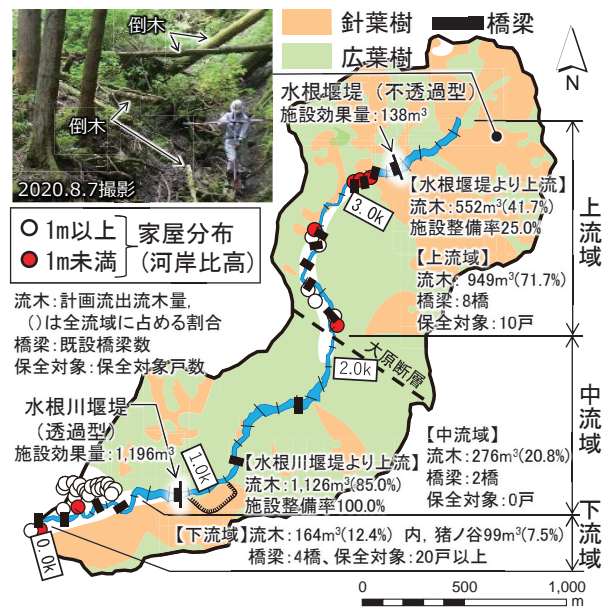 倒木
倒木
2020.8.7撮影
針葉樹
橋梁
広葉樹
N
水根堰堤（不透過型）
施設効果量：138m³
【水根堰堤より上流】
流木：552m³(41.7%)
施設整備率25.0%
3.0k
【上流域】
流木：949m³(71.7%)
橋梁：8橋
保全対象：10戸
上流域
1m以上
1m未満
家屋分布
（河岸比高）
流木：計画流出流木量，
（）は全流域に占める割合
橋梁：既設橋梁数
保全対象：保全対象戸数
大原断層
2.0k
水根川堰堤
（透過型）
施設効果量：1,196m³
1.0k
【水根川堰堤より上流】
流木：1,126m³(85.0%)
施設整備率100.0%
【中流域】
流木：276m³(20.8%)
橋梁：2橋
保全対象：0戸
中流域
0.0k
【下流域】流木：164m³(12.4%) 内，猪ノ谷99m³(7.5%)
橋梁：4橋、保全対象：20戸以上
下流域
0 500 1,000
m